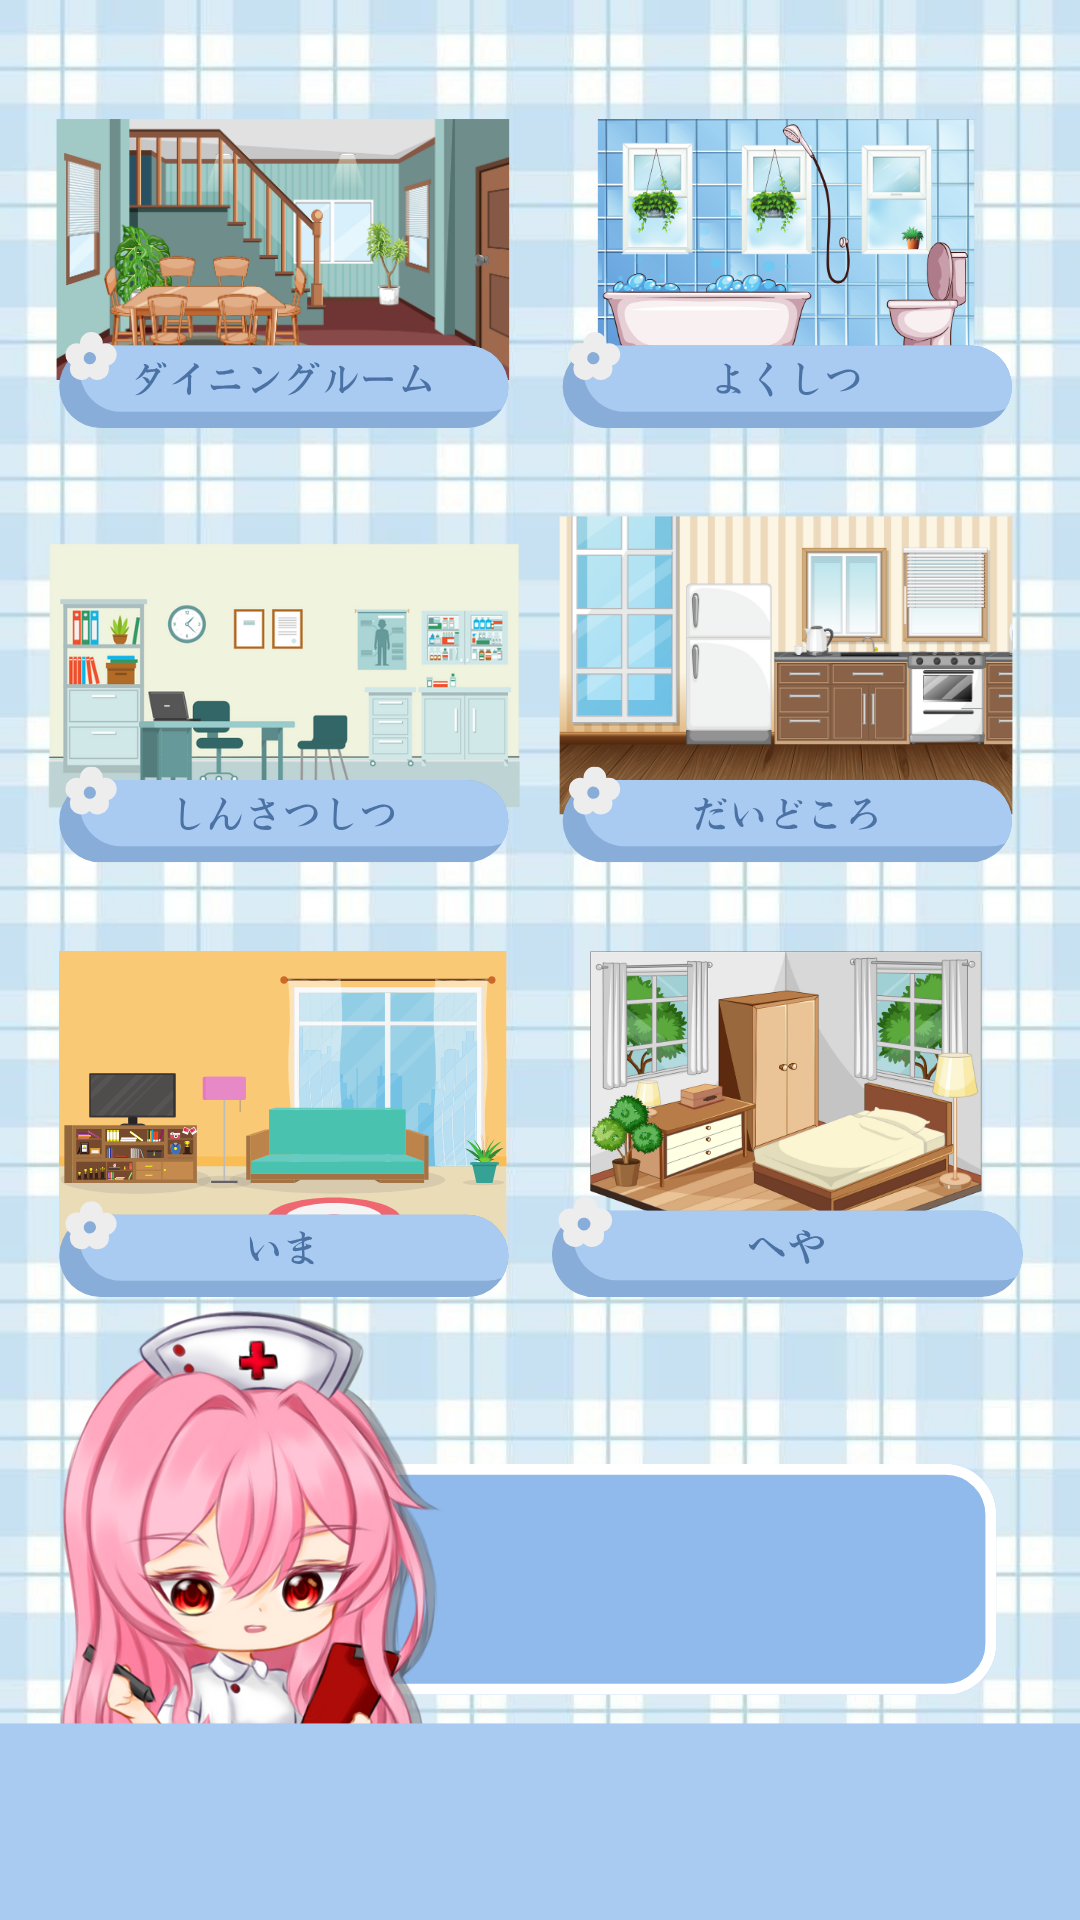 ダイニングルーム
よくしつ
しんさつしつ
だいどころ
いま
へや